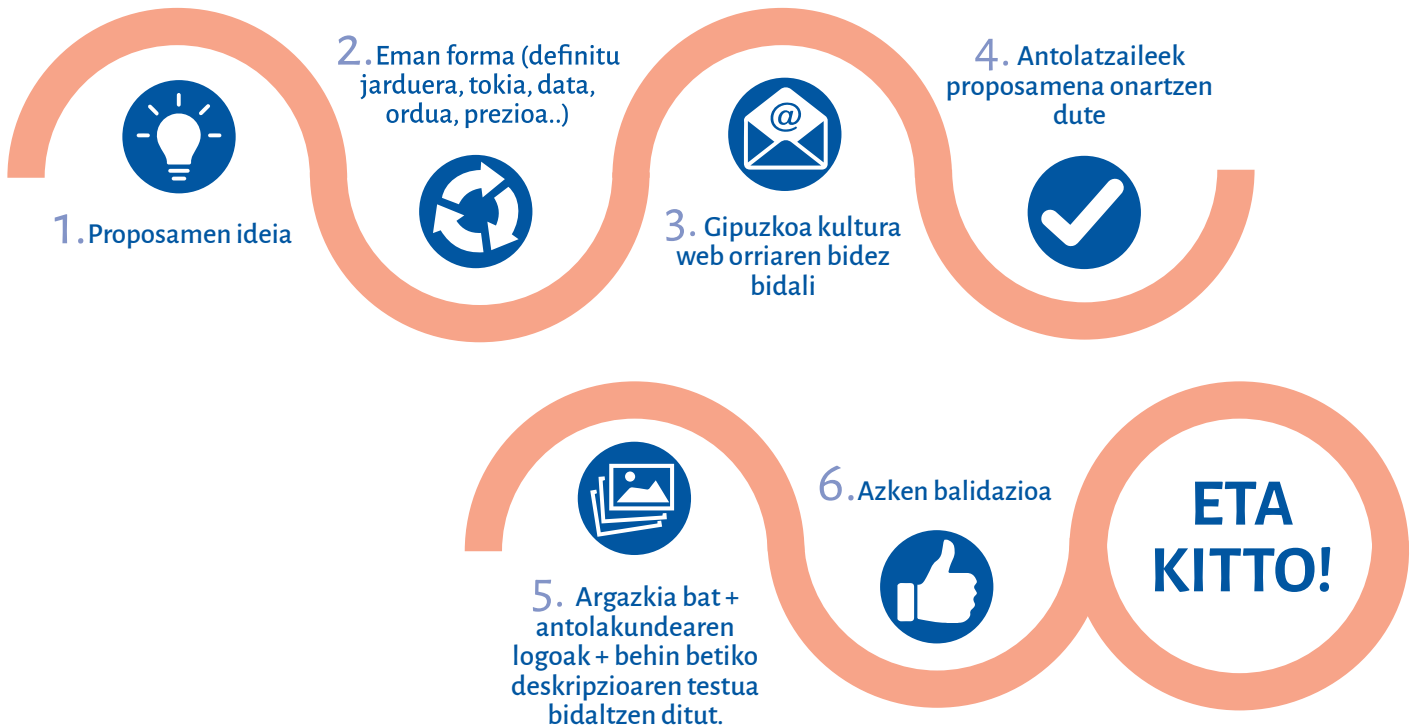 1. Proposamen ideia
2. Eman forma (definitu
jarduera, tokia, data,
ordua, prezioa..)
@
3. Gipuzkoa kultura
web orriaren bidez
bidali
4. Antolatzaileek
proposamena onartzen
dute
5. Argazkia bat +
antolakundearen
logoak + behin betiko
deskripzioaren testua
bidaltzen ditut.
6. Azken balidazioa
ETA
KITTO!